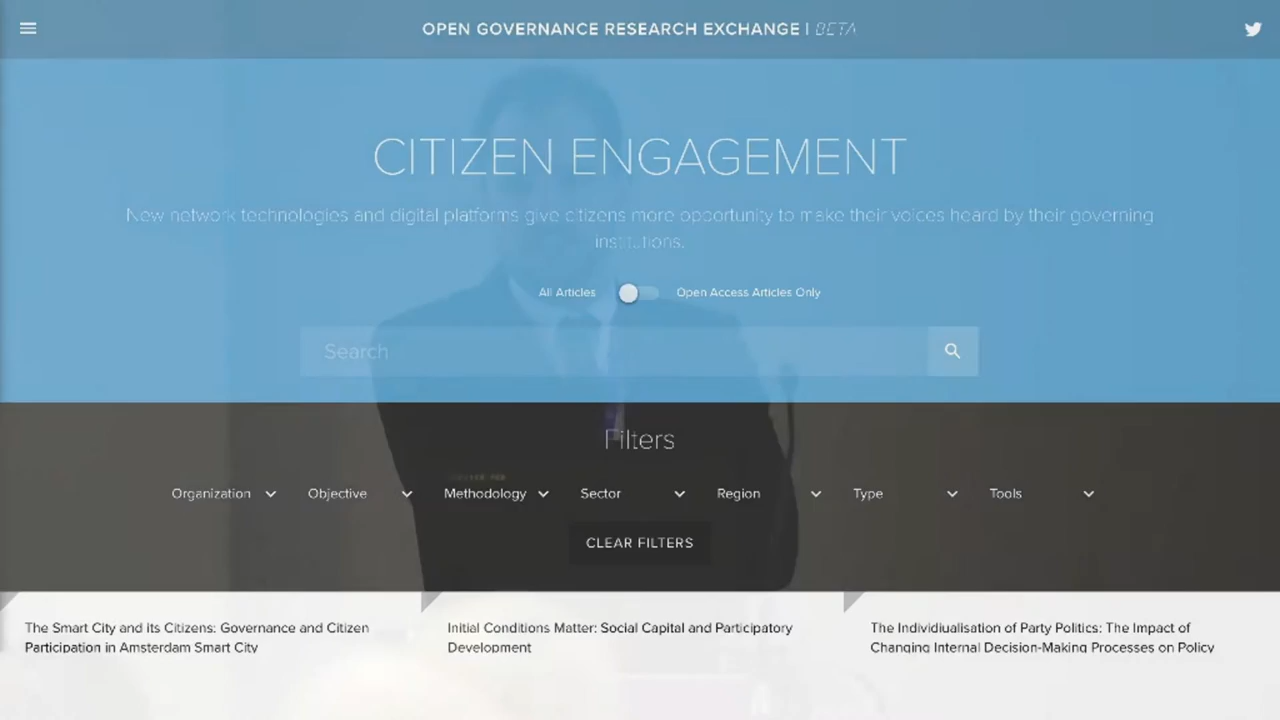 OPEN GOVERNANCE RESEARCH EXCHANGE | BETA
CITIZEN ENGAGEMENT
New network technologies and digital platforms give citizens more opportunity to make their voices heard by their governing
institutions.
All Articles
Open Access Articles Only
Search
Filters
Organization
Objective
Methodology
Sector
Region
Type
Tools
CLEAR FILTERS
The Smart City and its Citizens: Governance and Citizen
Participation in Amsterdam Smart City
Initial Conditions Matter: Social Capital and Participatory
Development
The Individiualisation of Party Politics: The Impact of
Changing Internal Decision-Making Processes on Policy